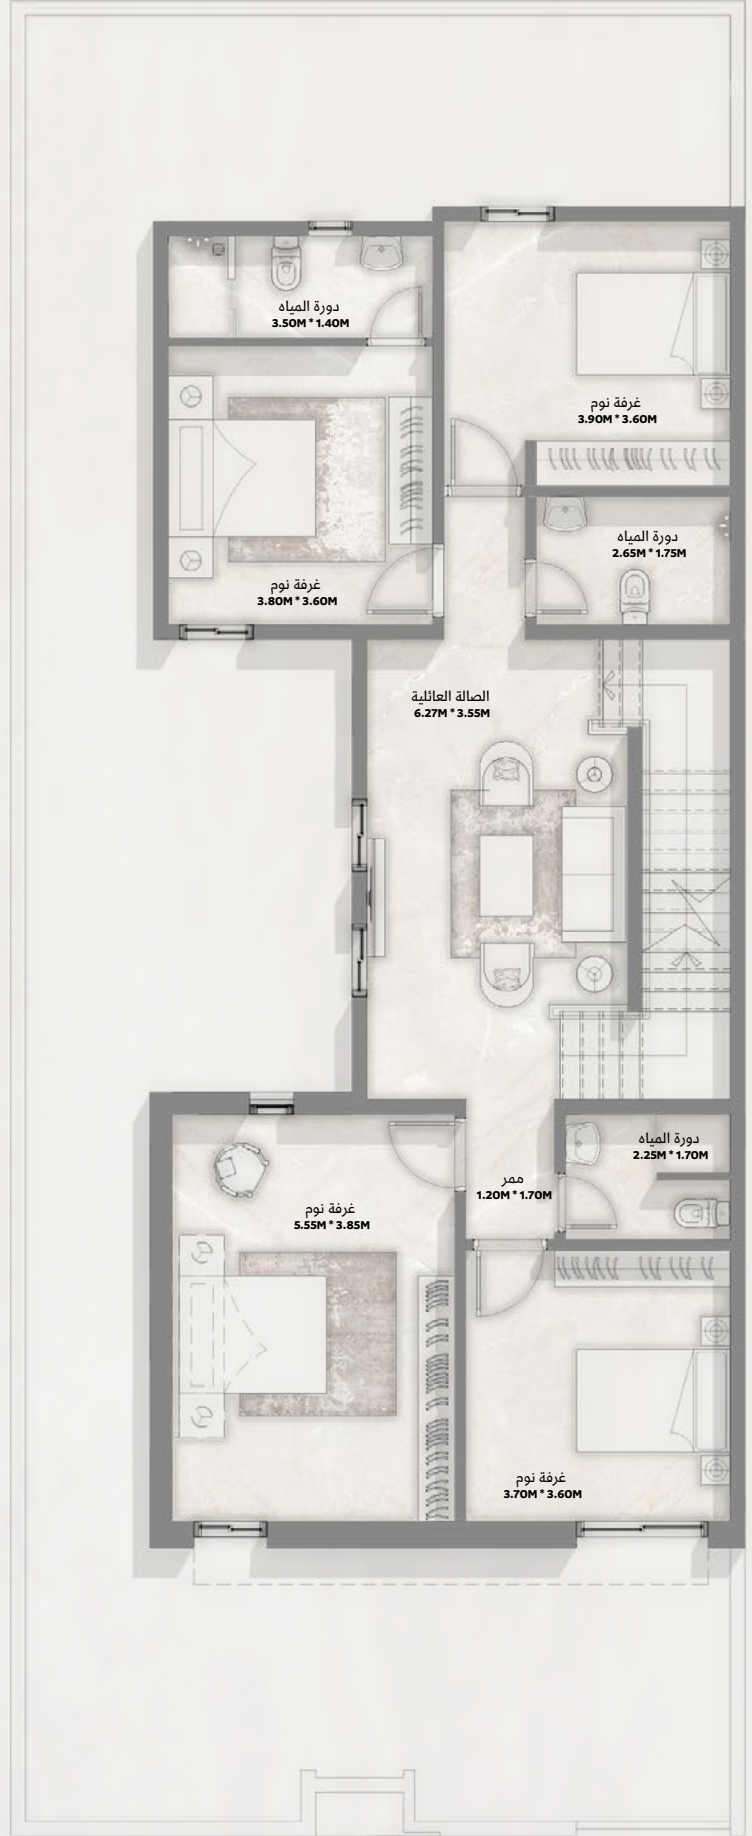 دورة المياه
3.50M * 1.40M
غرفة نوم
3.90M * 3.60M
دورة المياه
2.65M * 1.75M
غرفة نوم
3.80M * 3.60M
الصالة العائلية
6.27M * 3.55M
دورة المياه
2.25M * 1.70M
ممر
1.20M * 1.70M
غرفة نوم
5.55M * 3.85M
غرفة نوم
3.70M * 3.60M